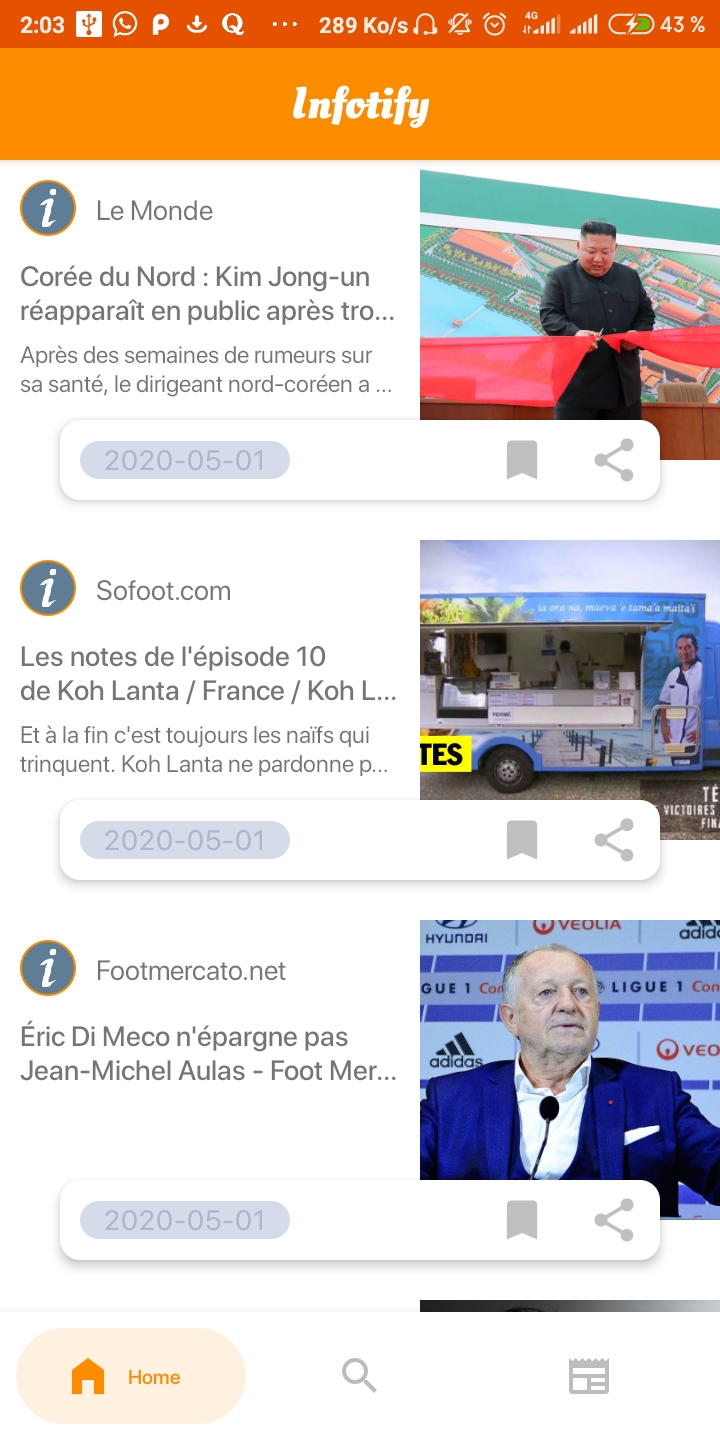 2:03
289 Ko/s
4G
43 %
Infotify
Le Monde
Corée du Nord : Kim Jong-un
réapparaît en public après tro...
Après des semaines de rumeurs sur
sa santé, le dirigeant nord-coréen a ...
2020-05-01
Sofoot.com
Les notes de l'épisode 10
de Koh Lanta / France / Koh L...
Et à la fin c'est toujours les naïfs qui
trinquent. Koh Lanta ne pardonne p...
ia ora na, maeva 'e tama'a maita'i
TES
TÉ
VICTOIRES
FIN
2020-05-01
Footmercato.net
Éric Di Meco n'épargne pas
Jean-Michel Aulas - Foot Mer...
HYUNDAI
VEOLIA
adida
GUE 1 Con
LIGUE 1 Con
adidas
VEO
2020-05-01
Home